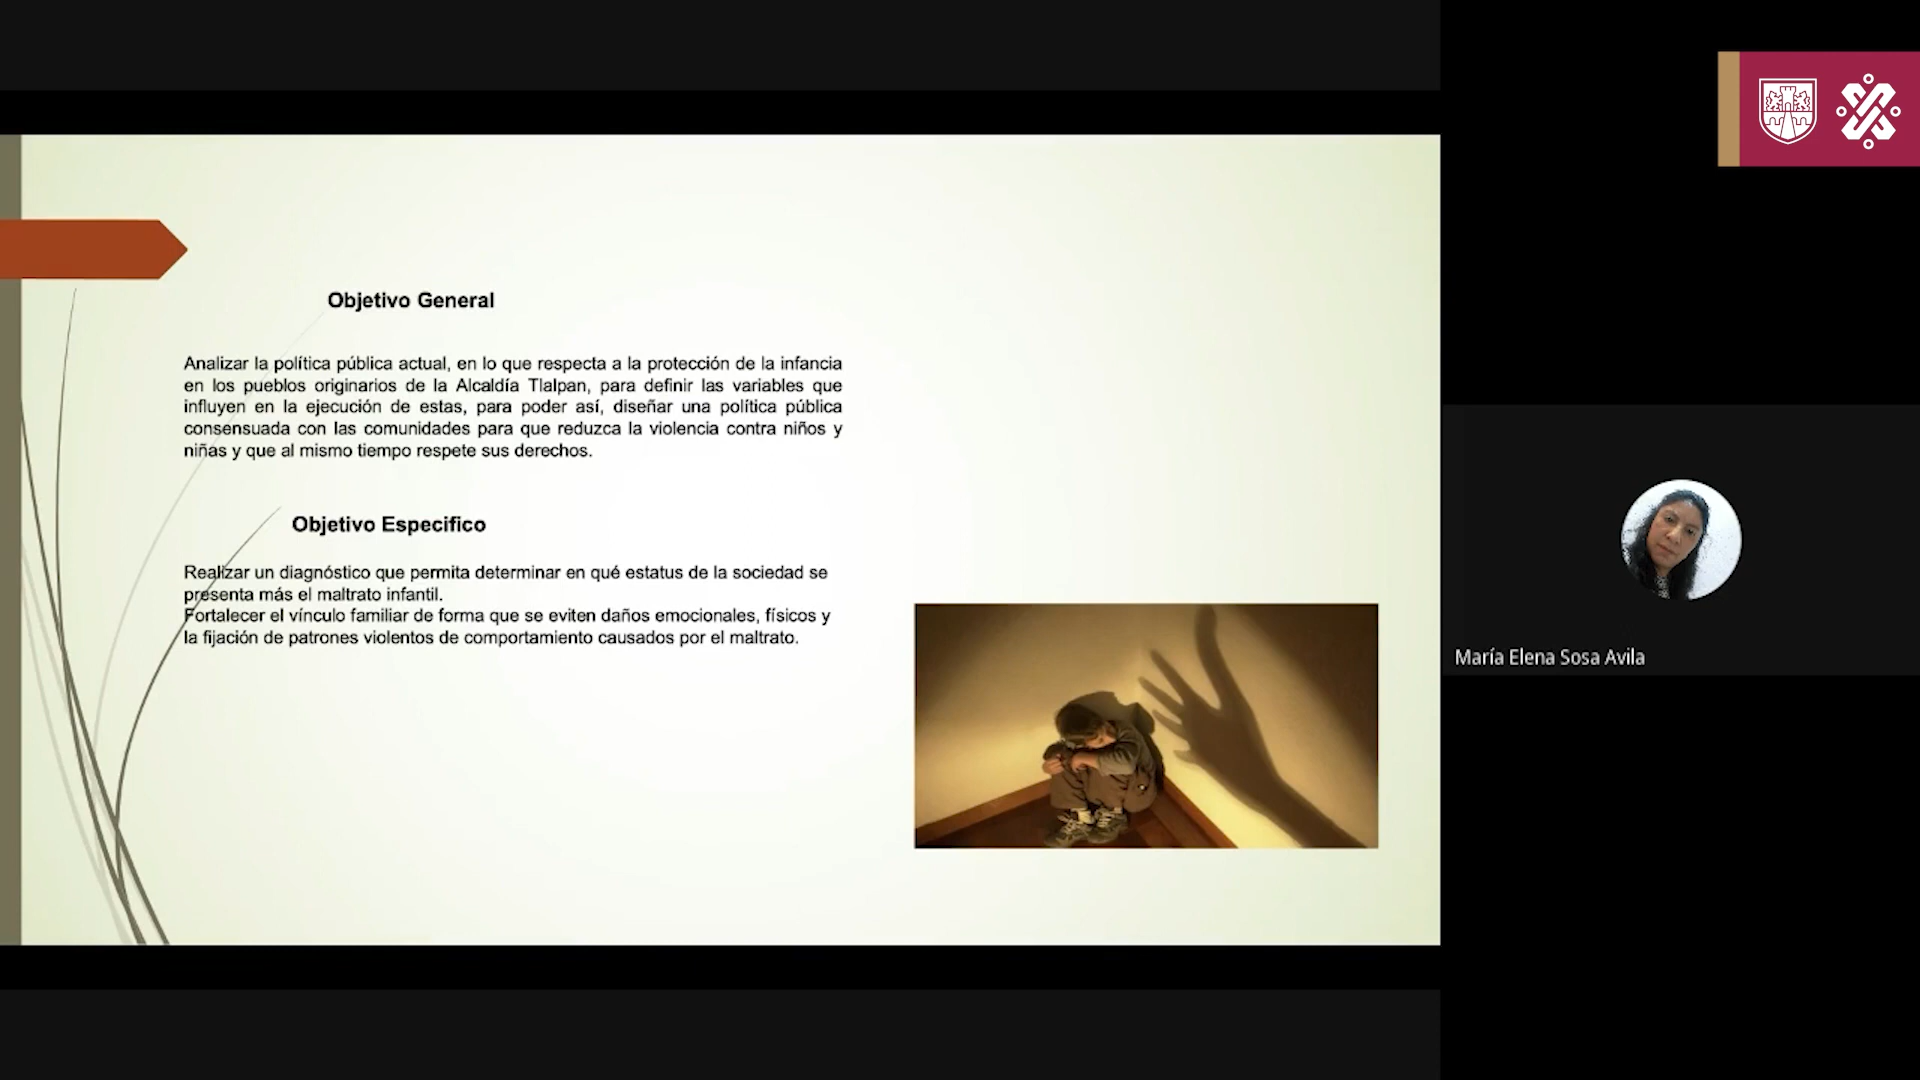 Objetivo General
Analizar la política pública actual, en lo que respecta a la protección de la infancia
en los pueblos originarios de la Alcaldía Tlalpan, para definir las variables que
influyen en la ejecución de estas, para poder así, diseñar una política pública
consensuada con las comunidades para que reduzca la violencia contra niños y
niñas y que al mismo tiempo respete sus derechos.
Objetivo Especifico
Realizar un diagnóstico que permita determinar en qué estatus de la sociedad se
presenta más el maltrato infantil.
Fortalecer el vínculo familiar de forma que se eviten daños emocionales, físicos y
la fijación de patrones violentos de comportamiento causados por el maltrato.
María Elena Sosa Avila